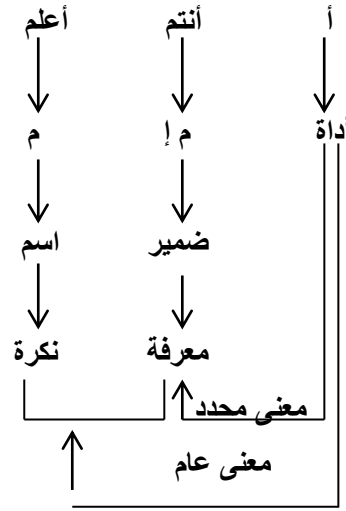 أ أنتم أعلم
أداة م إ م
ضمير اسم
معرفة نكرة
معنى محدد
معنى عام